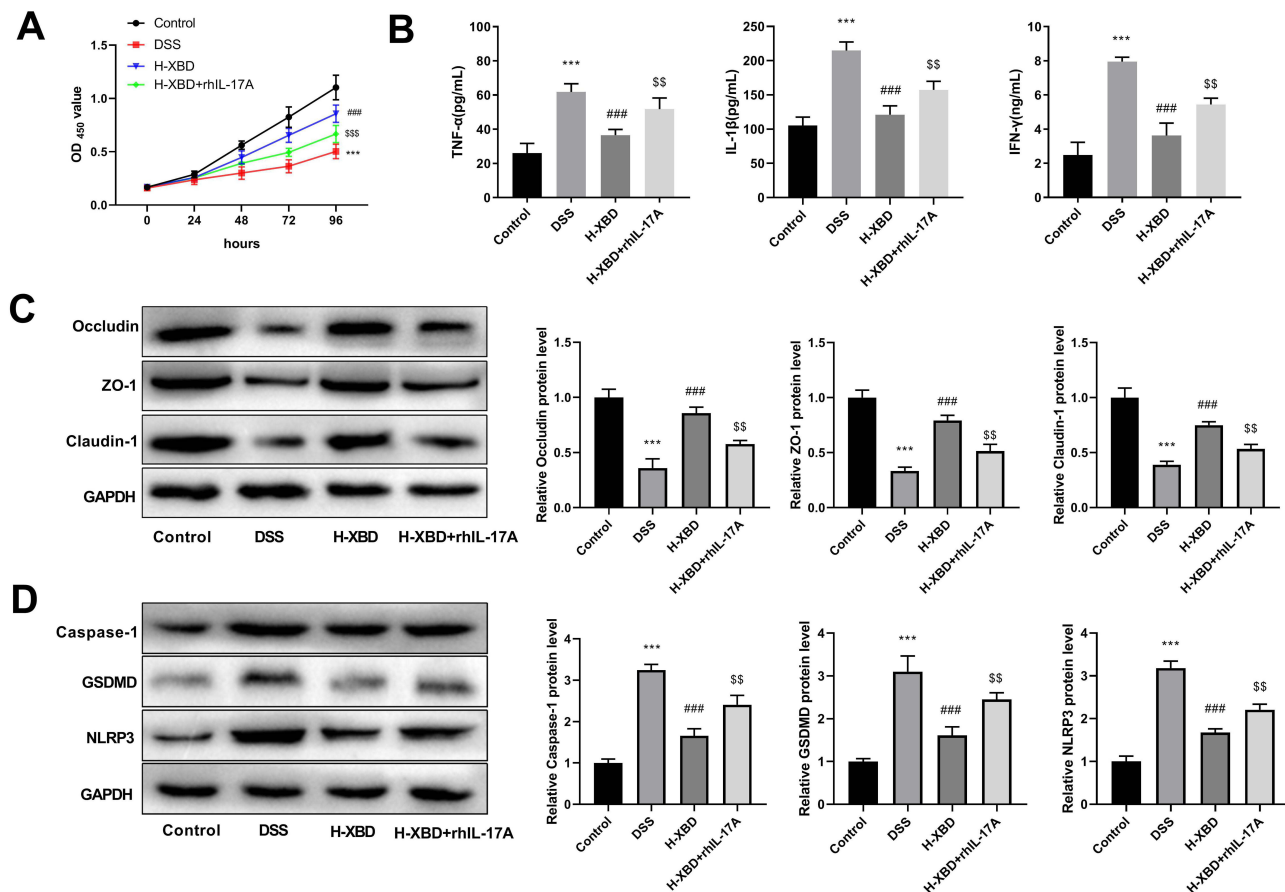 A
Control
DSS
H-XBD
H-XBD+rhIL-17A
OD 450 value
1.5
1.0
0.5
0.0
###
$$$
***
0 24 48 72 96
hours
B
TNF-α(pg/mL)
80
60
40
20
0
***
###
$$
Control DSS H-XBD H-XBD+rhIL-17A
IL-1β(pg/mL)
250
200
150
100
50
0
***
###
$$
Control DSS H-XBD H-XBD+rhIL-17A
IFN-γ(ng/mL)
10
8
6
4
2
0
***
###
$$
Control DSS H-XBD H-XBD+rhIL-17A
C
Occludin
ZO-1
Claudin-1
GAPDH
Control DSS H-XBD H-XBD+rhIL-17A
Relative Occludin protein level
1.5
1.0
0.5
0.0
***
###
$$
Control DSS H-XBD H-XBD+rhIL-17A
Relative ZO-1 protein level
1.5
1.0
0.5
0.0
***
###
$$
Control DSS H-XBD H-XBD+rhIL-17A
Relative Claudin-1 protein level
1.5
1.0
0.5
0.0
***
###
$$
Control DSS H-XBD H-XBD+rhIL-17A
D
Caspase-1
GSDMD
NLRP3
GAPDH
Control DSS H-XBD H-XBD+rhIL-17A
Relative Caspase-1 protein level
4
3
2
1
0
***
###
$$
Control DSS H-XBD H-XBD+rhIL-17A
Relative GSDMD protein level
4
3
2
1
0
***
###
$$
Control DSS H-XBD H-XBD+rhIL-17A
Relative NLRP3 protein level
4
3
2
1
0
***
###
$$
Control DSS H-XBD H-XBD+rhIL-17A